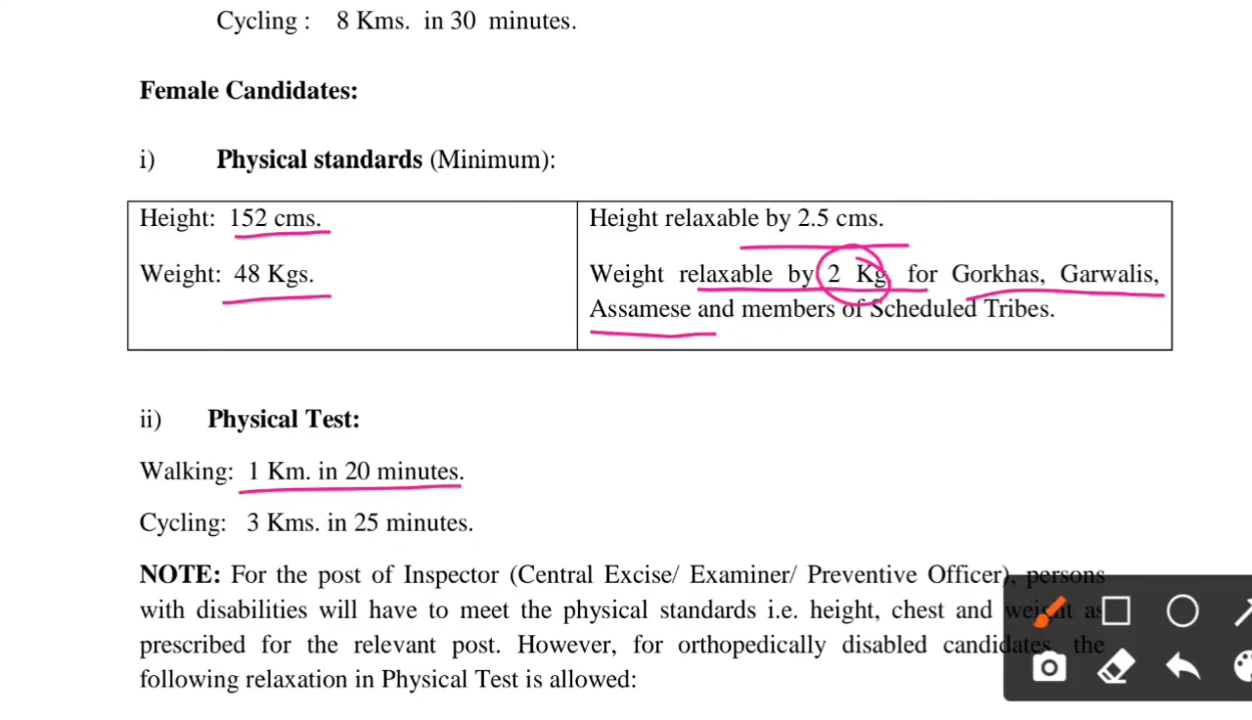 Cycling : 8 Kms. in 30 minutes.
Female Candidates:
i) Physical standards (Minimum):
Height: 152 cms.
Weight: 48 Kgs.
Height relaxable by 2.5 cms.
Weight relaxable by 2 Kg for Gorkhas, Garwalis,
Assamese and members of Scheduled Tribes.
ii) Physical Test:
Walking: 1 Km. in 20 minutes.
Cycling: 3 Kms. in 25 minutes.
NOTE: For the post of Inspector (Central Excise/ Examiner/ Preventive Officer), persons
with disabilities will have to meet the physical standards i.e. height, chest and weight as
prescribed for the relevant post. However, for orthopedically disabled candidates, the
following relaxation in Physical Test is allowed: